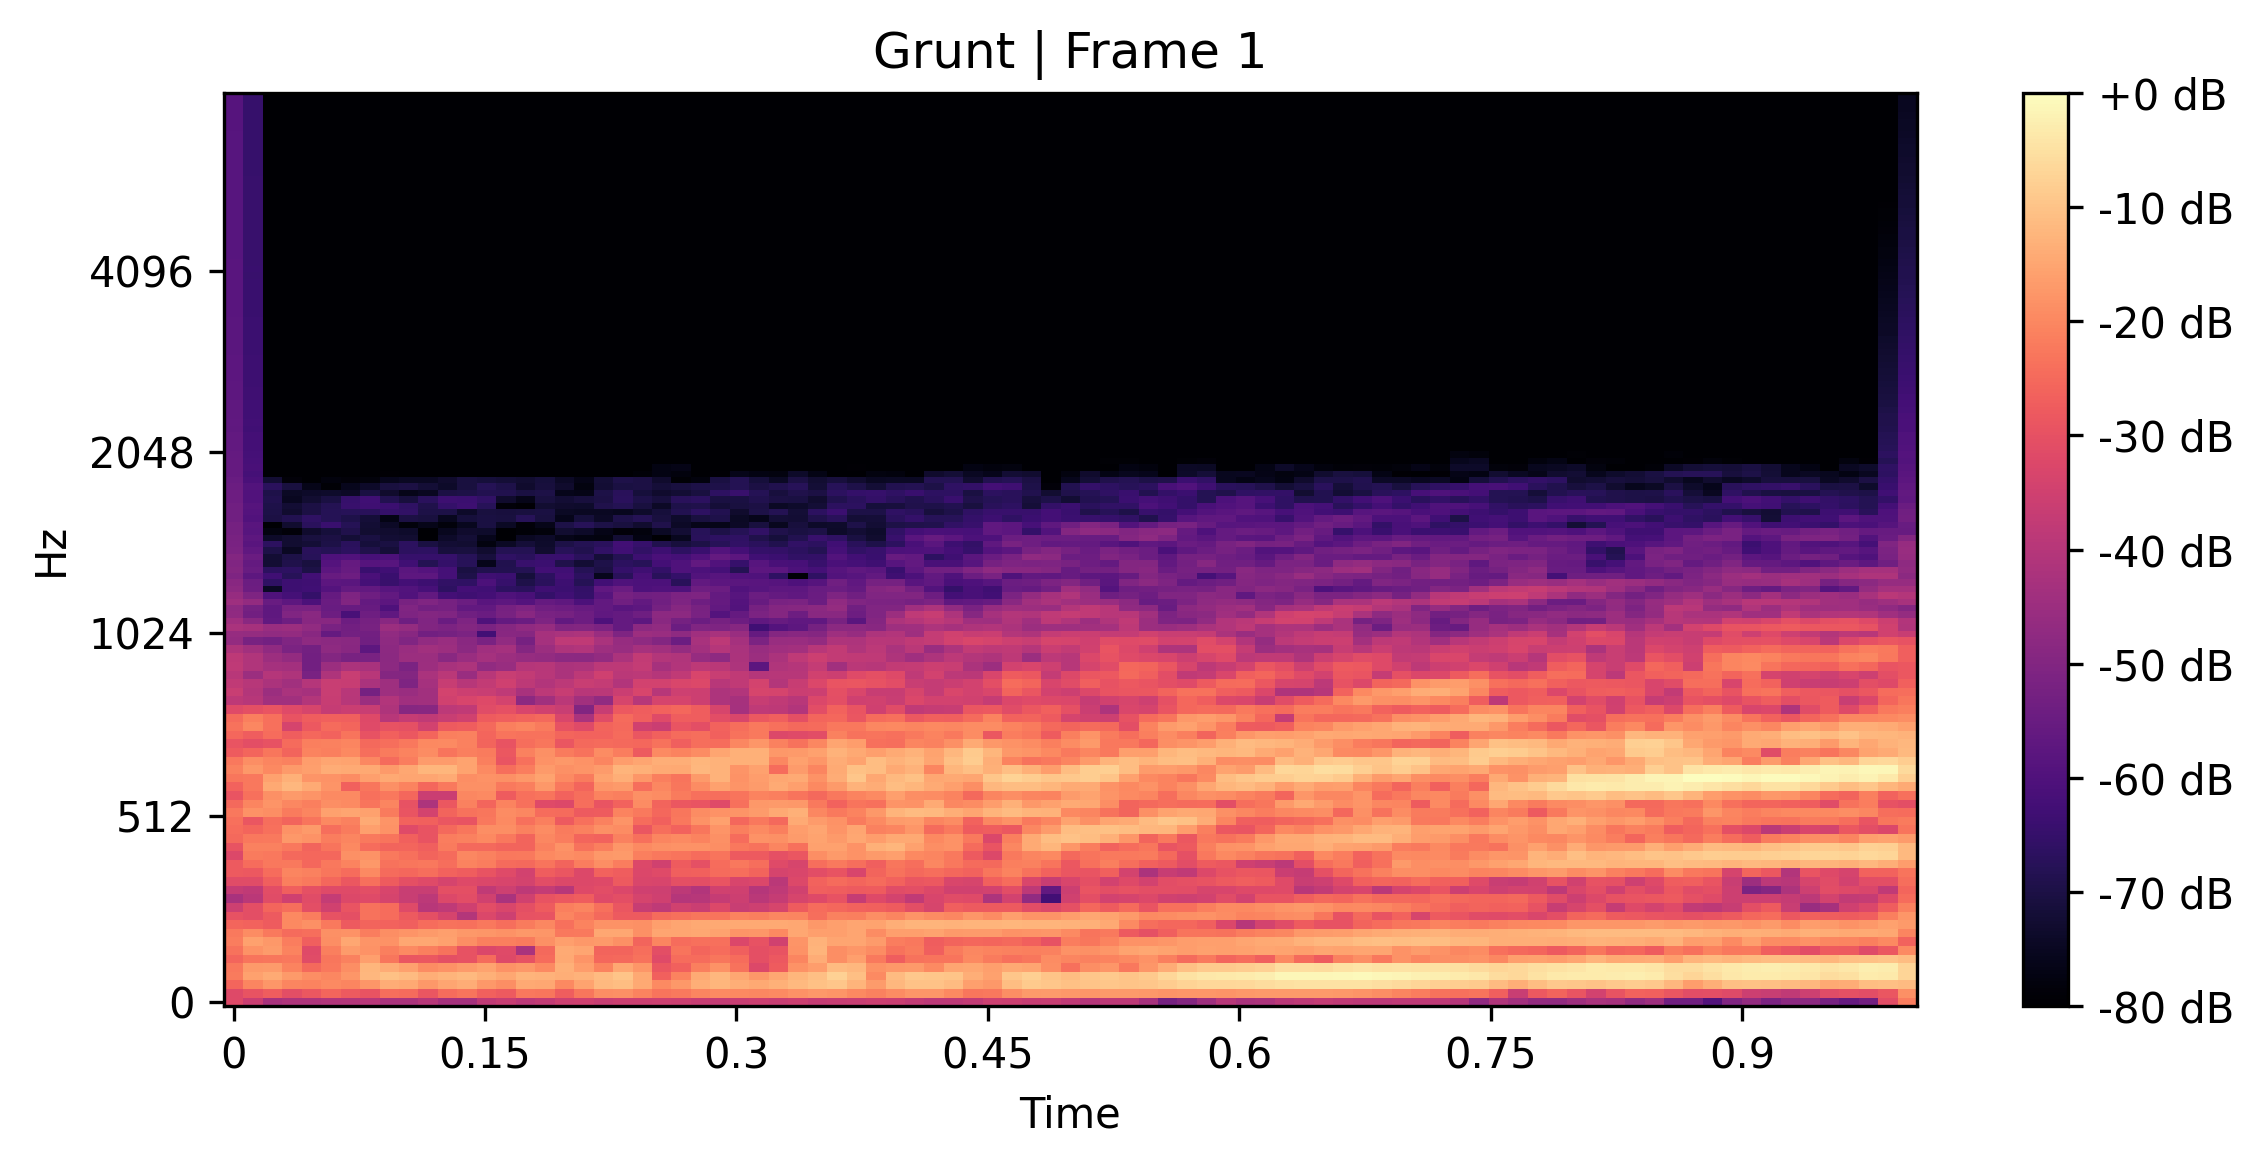 Grunt | Frame 1
Hz
4096
2048
1024
512
0
0 0.15 0.3 0.45 0.6 0.75 0.9
Time
+0 dB
-10 dB
-20 dB
-30 dB
-40 dB
-50 dB
-60 dB
-70 dB
-80 dB